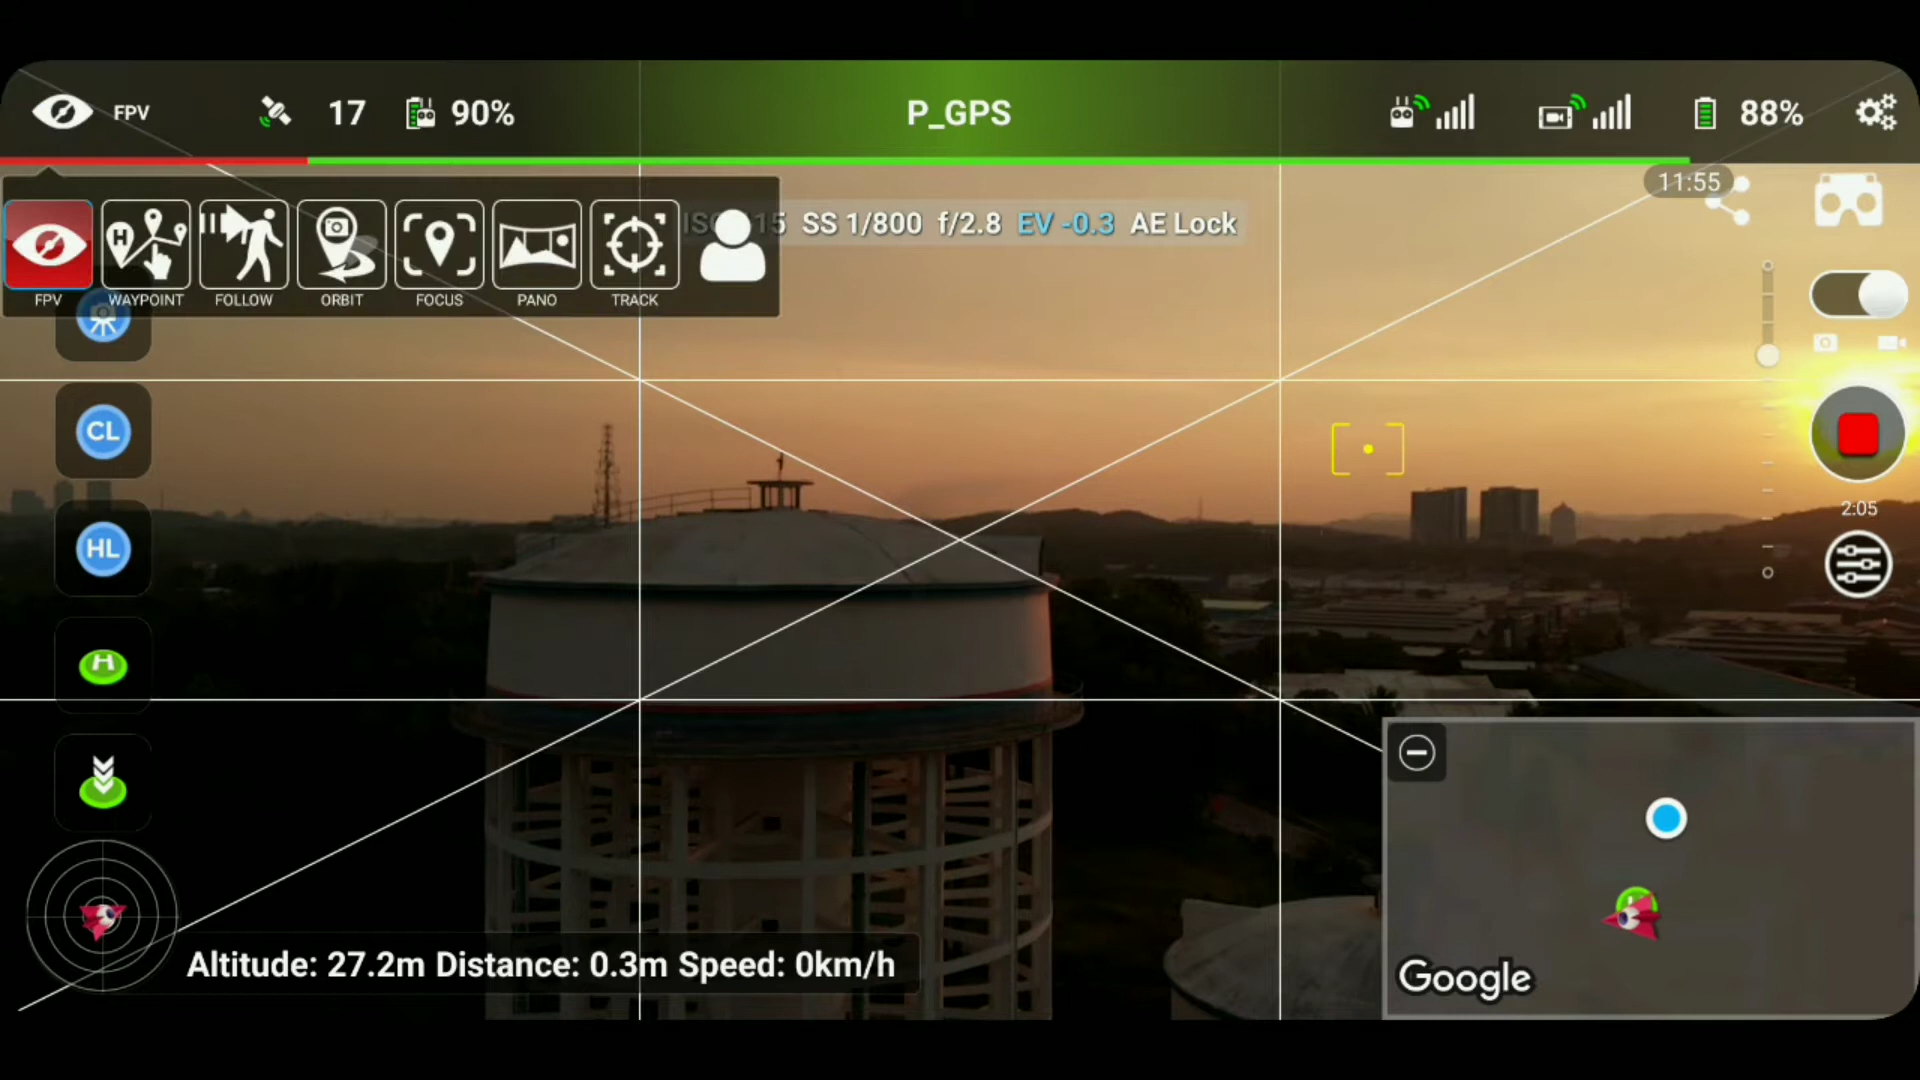 FPV 17 90% P_GPS 88%
11:55
SS 1/800 f/2.8 EV -0.3 AE Lock
FPV WAYPOINT FOLLOW ORBIT FOCUS PANO TRACK
CL
HL
H
2:05
Altitude: 27.2m Distance: 0.3m Speed: 0km/h
Google